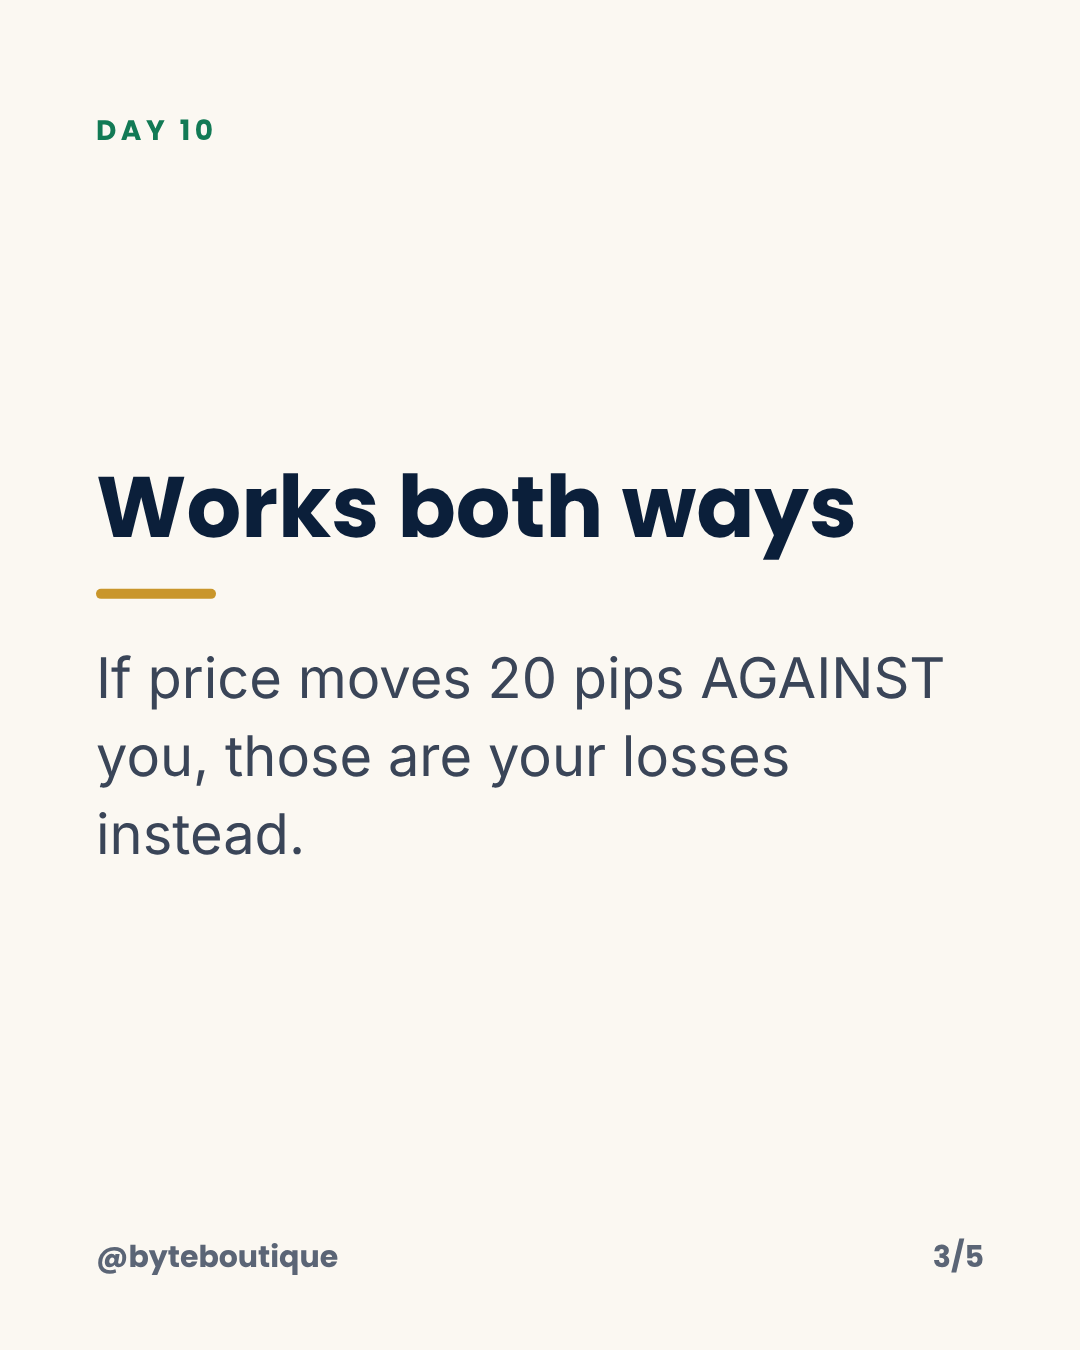 DAY 10
Works both ways
If price moves 20 pips AGAINST
you, those are your losses
instead.
@byteboutique
3/5